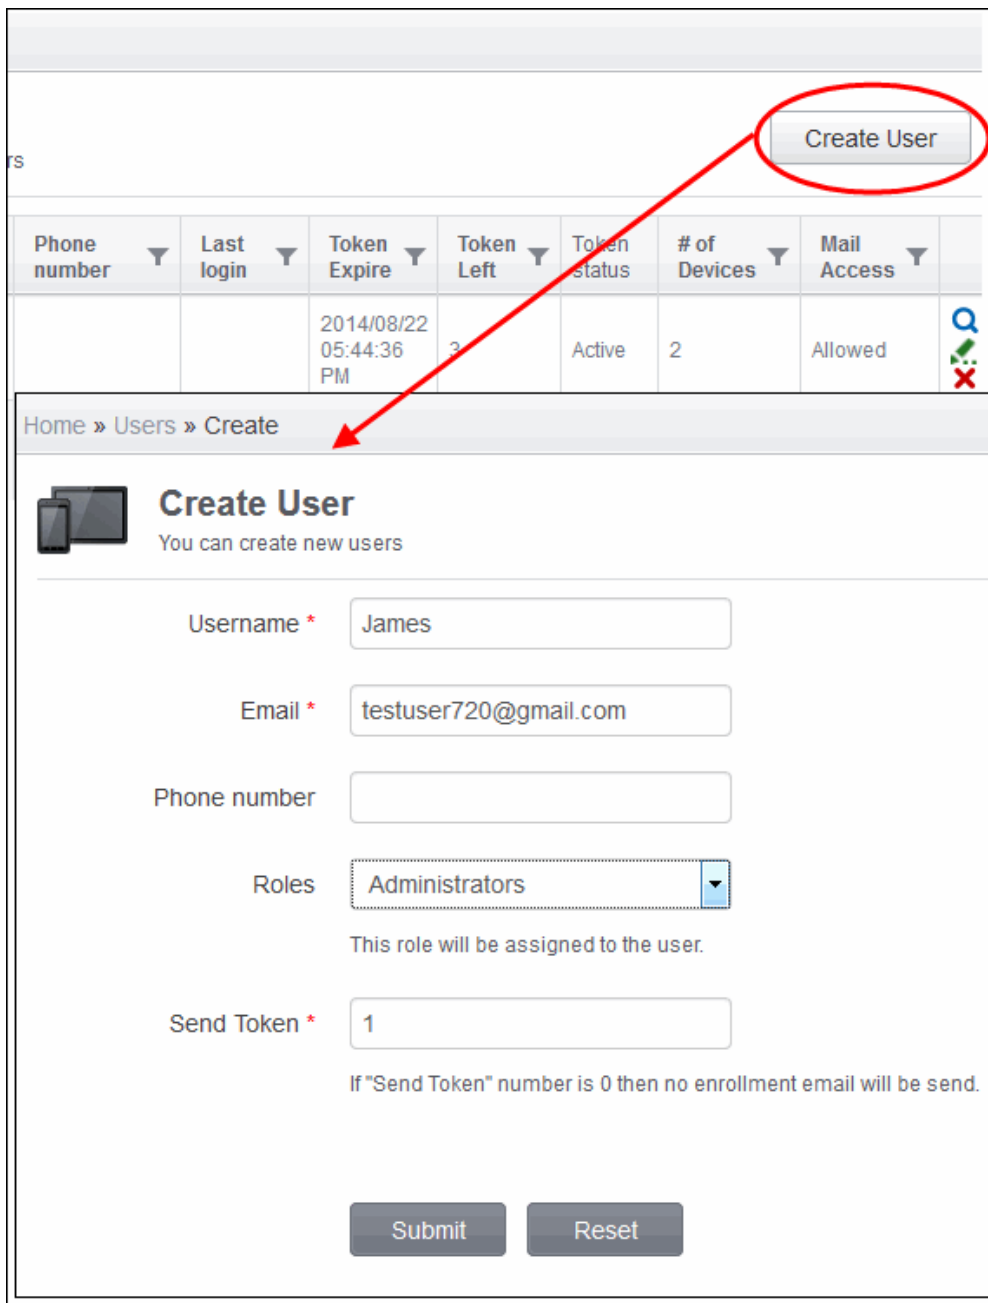 Create User
rs
Phone number
Last login
Token Expire
Token Left
Token status
# of Devices
Mail Access
2014/08/22 05:44:36 PM
3
Active
2
Allowed
Home » Users » Create
Create User
You can create new users
Username *
James
Email *
testuser720@gmail.com
Phone number
Roles
Administrators
This role will be assigned to the user.
Send Token *
1
If "Send Token" number is 0 then no enrollment email will be send.
Submit
Reset